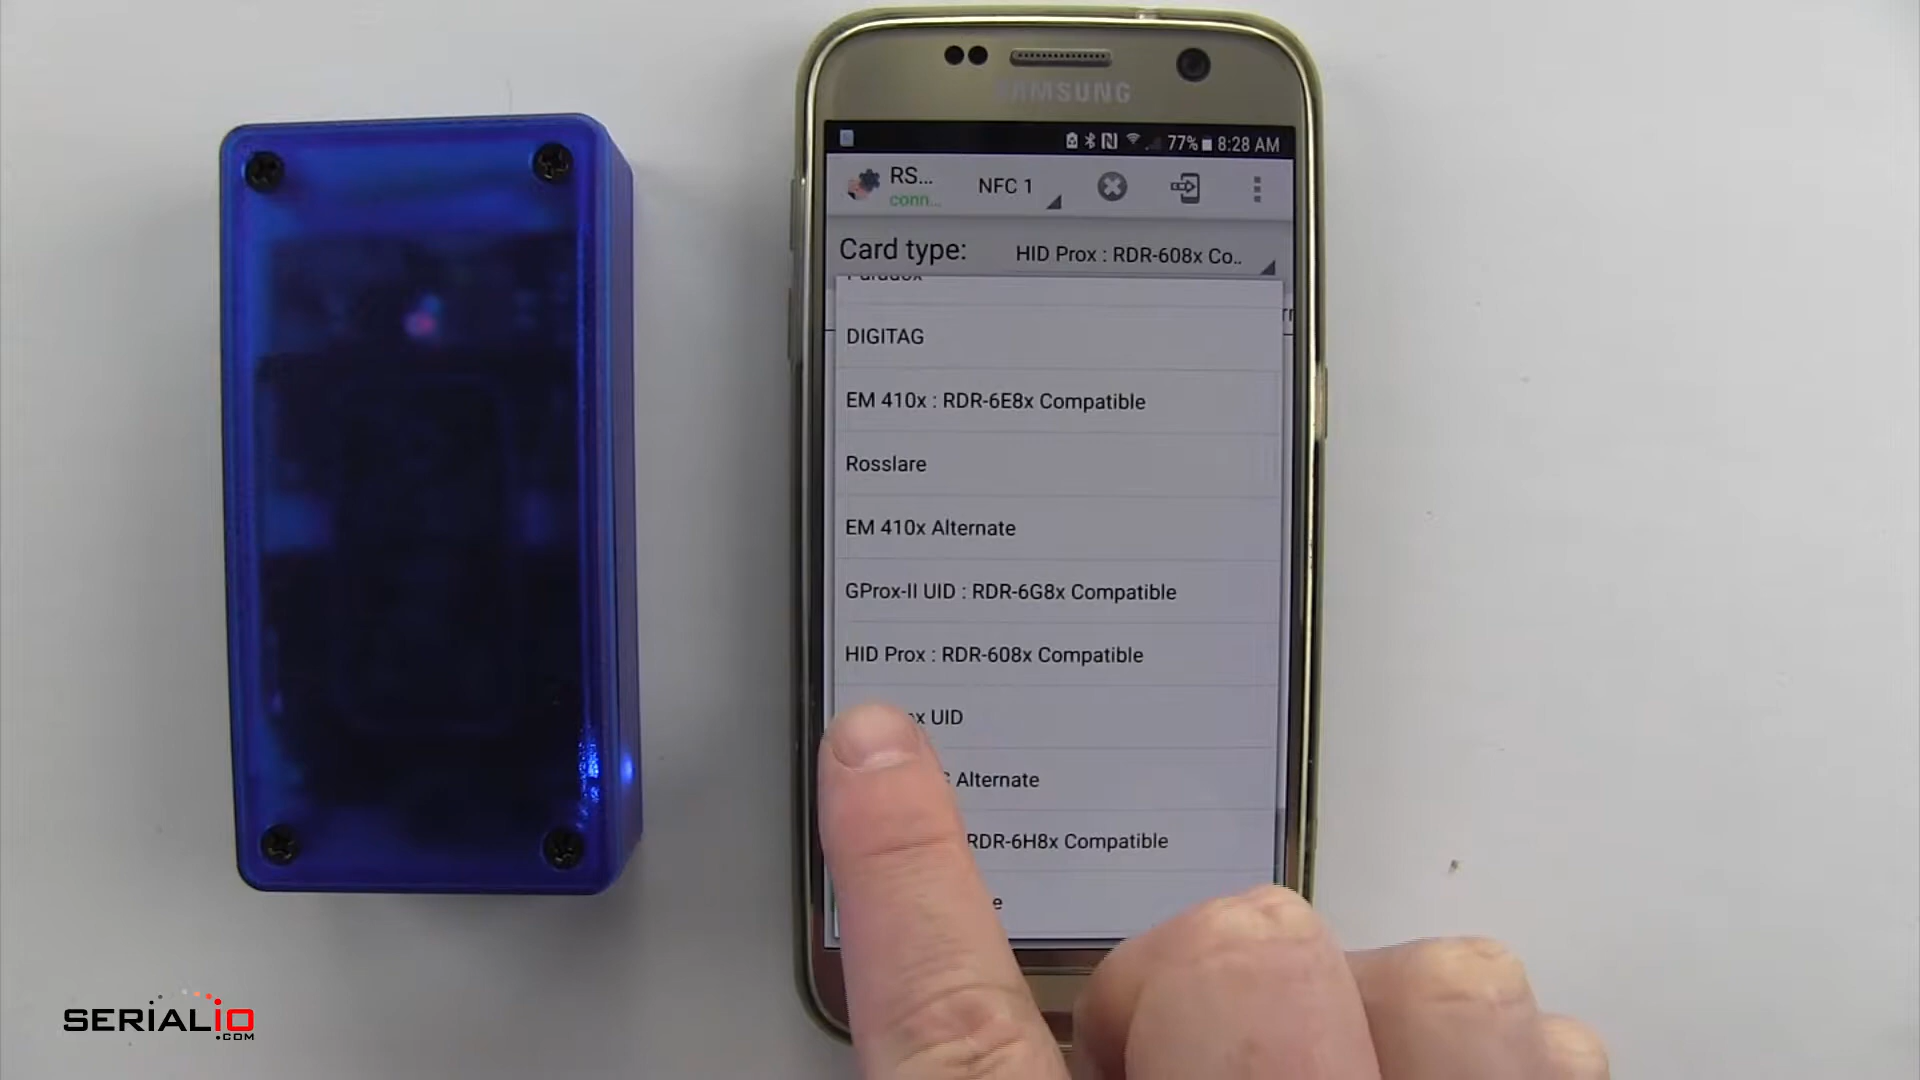 SAMSUNG
77% 8:28 AM
RS...
conn...
NFC 1
Card type:
HID Prox : RDR-608x Co..
Paradox
DIGITAG
EM 410x : RDR-6E8x Compatible
Rosslare
EM 410x Alternate
GProx-II UID : RDR-6G8x Compatible
HID Prox : RDR-608x Compatible
UID
Alternate
RDR-6H8x Compatible
SERIALIO
.COM